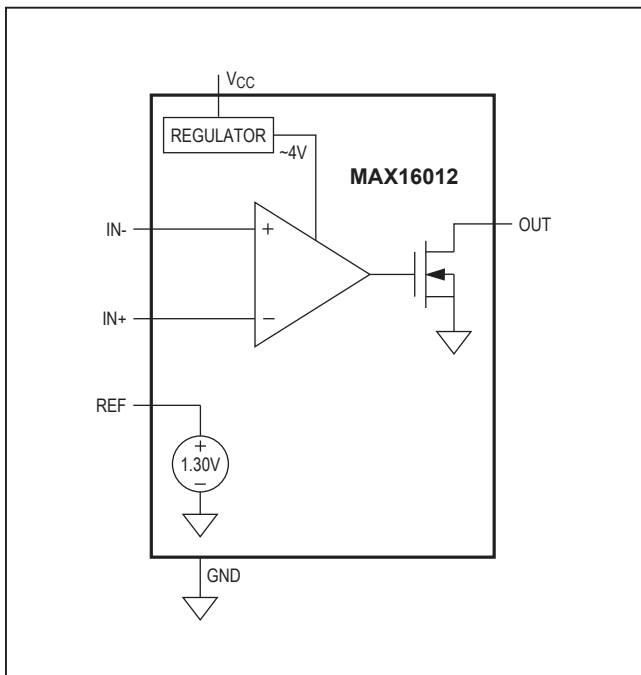 VCC
REGULATOR
~4V
MAX16012
IN-
+
OUT
IN+
−
REF
+
1.30V
−
GND